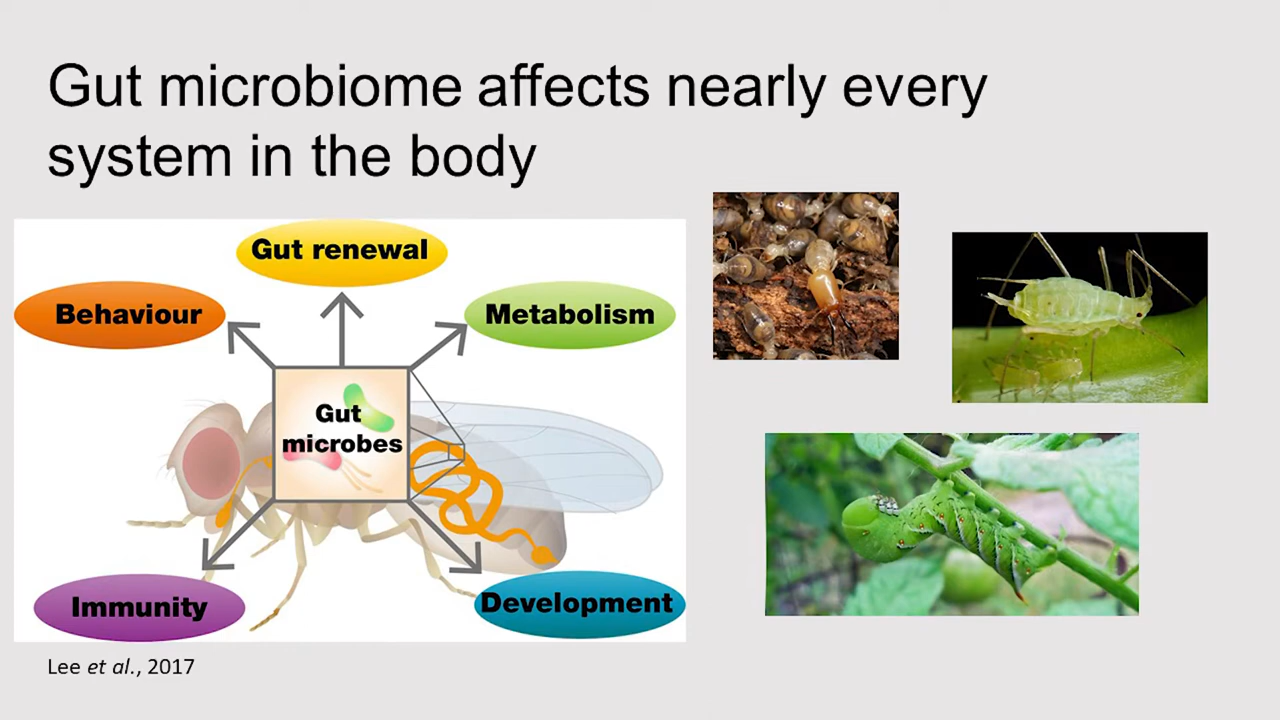 Gut microbiome affects nearly every
system in the body
Gut renewal
Behaviour
Metabolism
Gut
microbes
Immunity
Development
Lee et al., 2017